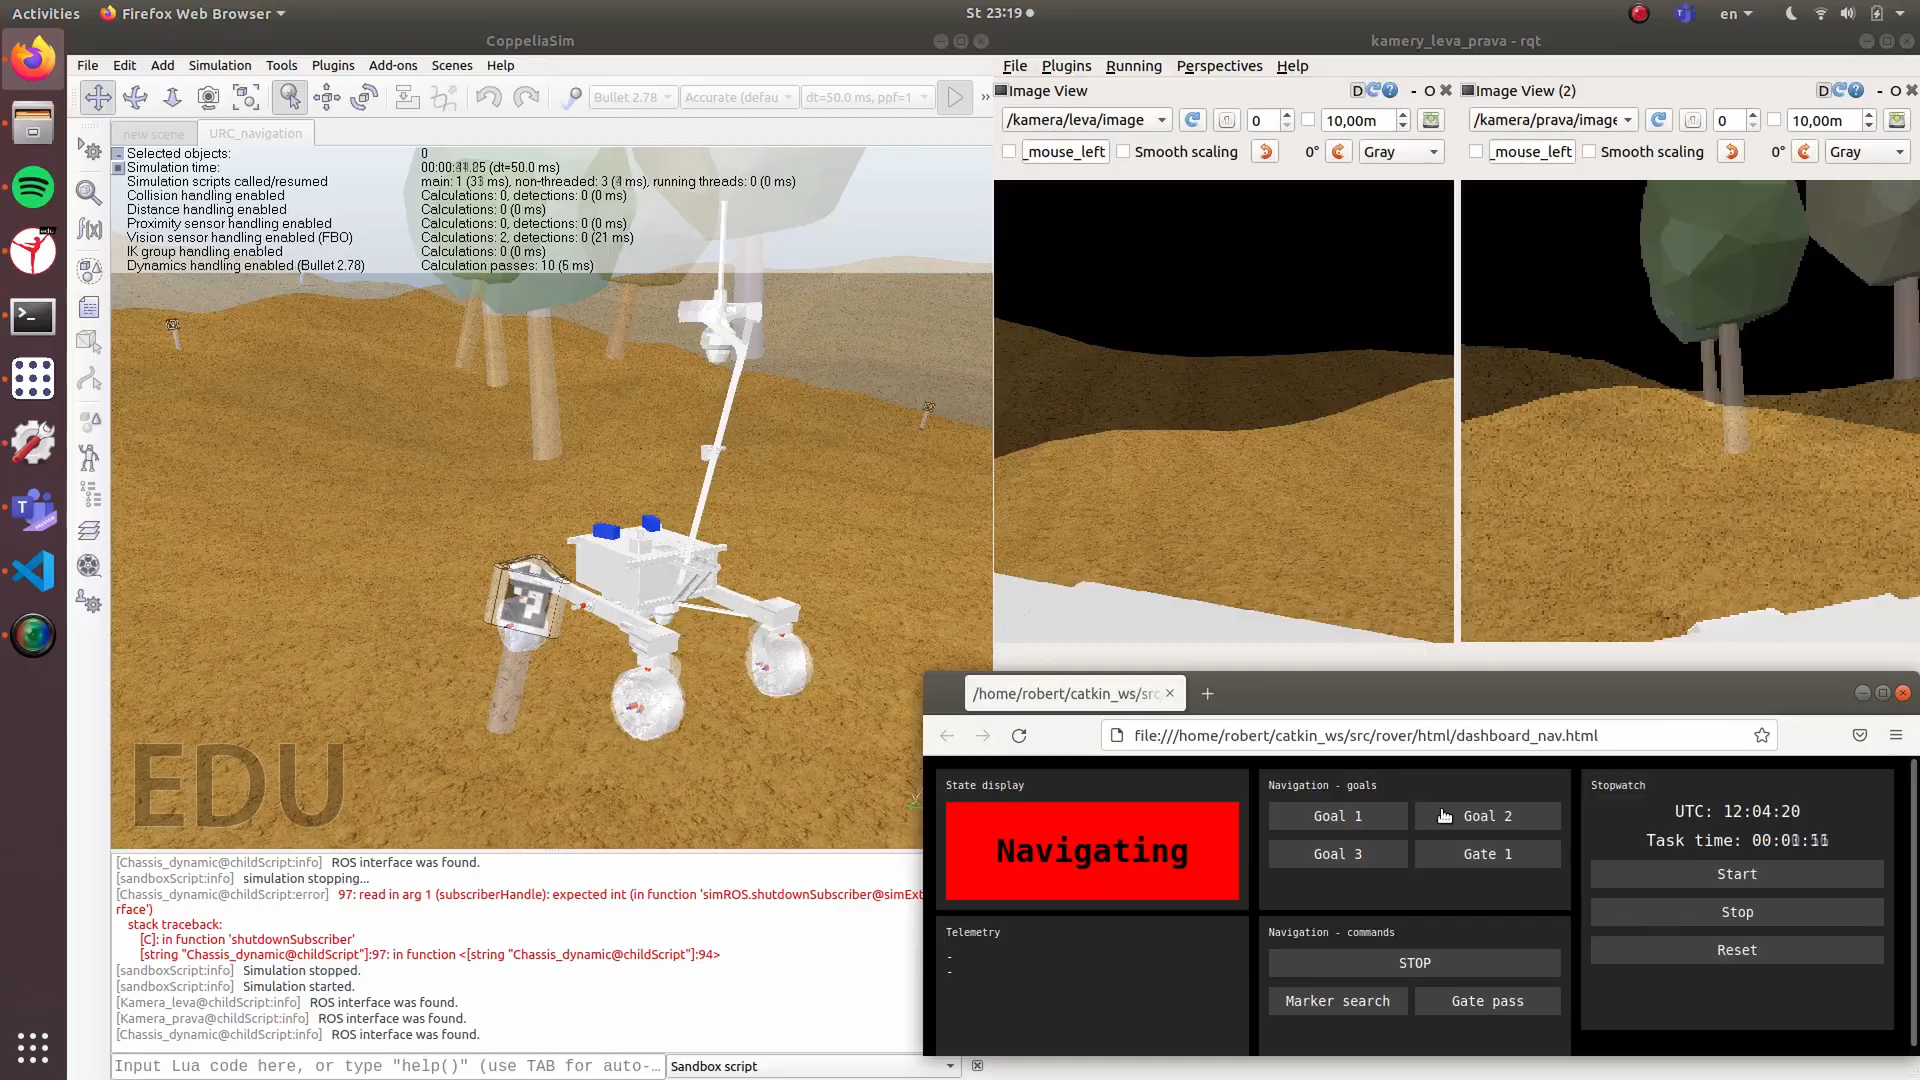 Activities
Firefox Web Browser
St 23:19
en
CoppeliaSim
File Edit Add Simulation Tools Plugins Add-ons Scenes Help
Bullet 2.78
Accurate (defau
dt=50.0 ms, ppf=1
»
new scene
URC_navigation
Selected objects: 0
Simulation time:
(dt=50.0 ms)
Simulation scripts called/resumed
Collision handling enabled Calculations: 0, detections: 0 (0 ms)
Distance handling enabled Calculations: 0 (0 ms)
Proximity sensor handling enabled Calculations: 0, detections: 0 (0 ms)
Vision sensor handling enabled (FBO) Calculations: 2, detections: 0 (21 ms)
IK group handling enabled Calculations: 0 (0 ms)
Dynamics handling enabled (Bullet 2.78) Calculation passes: 10 (5 ms)
EDU
[Chassis_dynamic@childScript:info] ROS interface was found.
[sandboxScript:info] simulation stopping...
[Chassis_dynamic@childScript:error] 97: read in arg 1 (subscriberHandle): expected int (in function 'simROS.shutdownSubscriber@simExt
rface')
stack traceback:
[C]: in function 'shutdownSubscriber'
[string "Chassis_dynamic@childScript"]:97: in function <[string "Chassis_dynamic@childScript"]:94>
[sandboxScript:info] Simulation stopped.
[sandboxScript:info] Simulation started.
[Kamera_leva@childScript:info] ROS interface was found.
[Kamera_prava@childScript:info] ROS interface was found.
[Chassis_dynamic@childScript:info] ROS interface was found.
Input Lua code here, or type "help()" (use TAB for auto-...
Sandbox script
kamery_leva_prava - rqt
File Plugins Running Perspectives Help
Image View
D - O
/kamera/leva/image
0
10,00m
_mouse_left
Smooth scaling
0°
Gray
Image View (2)
D - O
/kamera/prava/image
0
10,00m
_mouse_left
Smooth scaling
0°
Gray
/home/robert/catkin_ws/src
file:///home/robert/catkin_ws/src/rover/html/dashboard_nav.html
State display
Navigating
Telemetry
-
-
Navigation - goals
Goal 1
Goal 2
Goal 3
Gate 1
Navigation - commands
STOP
Marker search
Gate pass
Stopwatch
UTC: 12:04:20
Task time:
Start
Stop
Reset